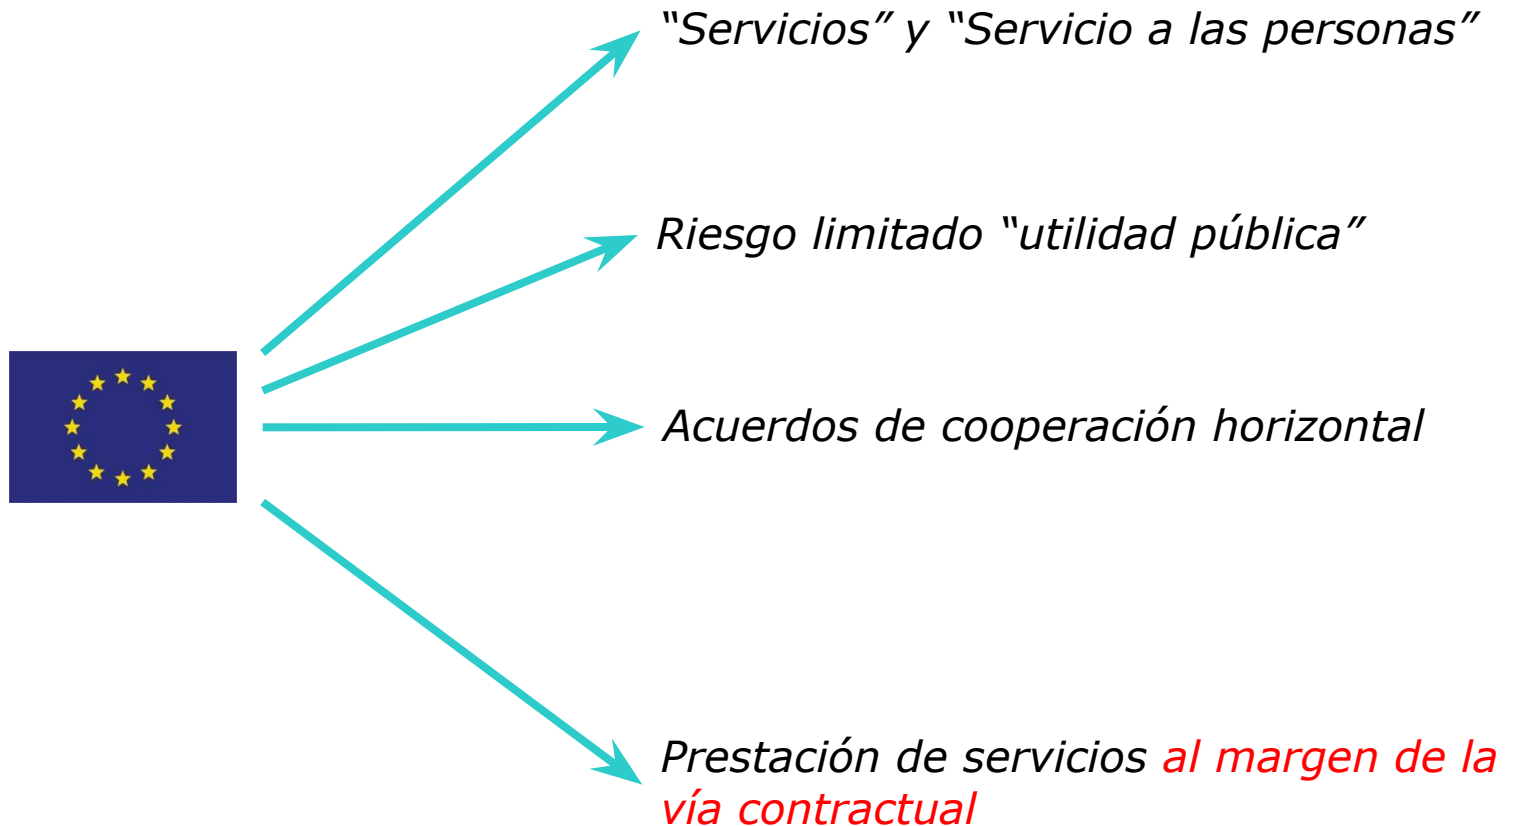 “Servicios” y “Servicio a las personas”
Riesgo limitado “utilidad pública”
Acuerdos de cooperación horizontal
Prestación de servicios al margen de la
vía contractual